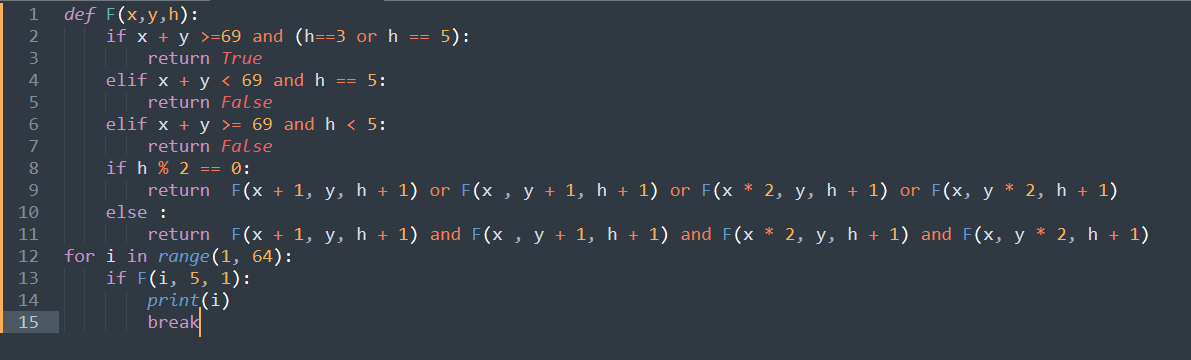 1 def F(x,y,h):
2 if x + y >=69 and (h==3 or h == 5):
3 return True
4 elif x + y < 69 and h == 5:
5 return False
6 elif x + y >= 69 and h < 5:
7 return False
8 if h % 2 == 0:
9 return  F(x + 1, y, h + 1) or F(x , y + 1, h + 1) or F(x * 2, y, h + 1) or F(x, y * 2, h + 1)
10 else :
11 return  F(x + 1, y, h + 1) and F(x , y + 1, h + 1) and F(x * 2, y, h + 1) and F(x, y * 2, h + 1)
12 for i in range(1, 64):
13 if F(i, 5, 1):
14 print(i)
15 break